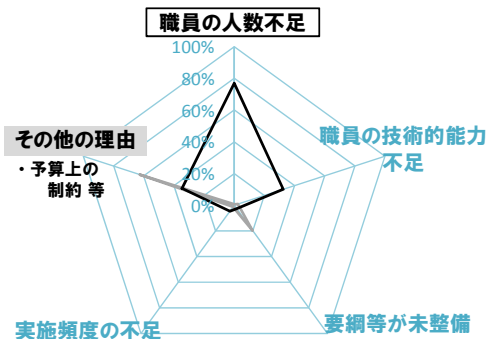 職員の人数不足
100%
80%
60%
40%
20%
0%
職員の技術的能力
不足
要綱等が未整備
実施頻度の不足
その他の理由
・予算上の
制約 等